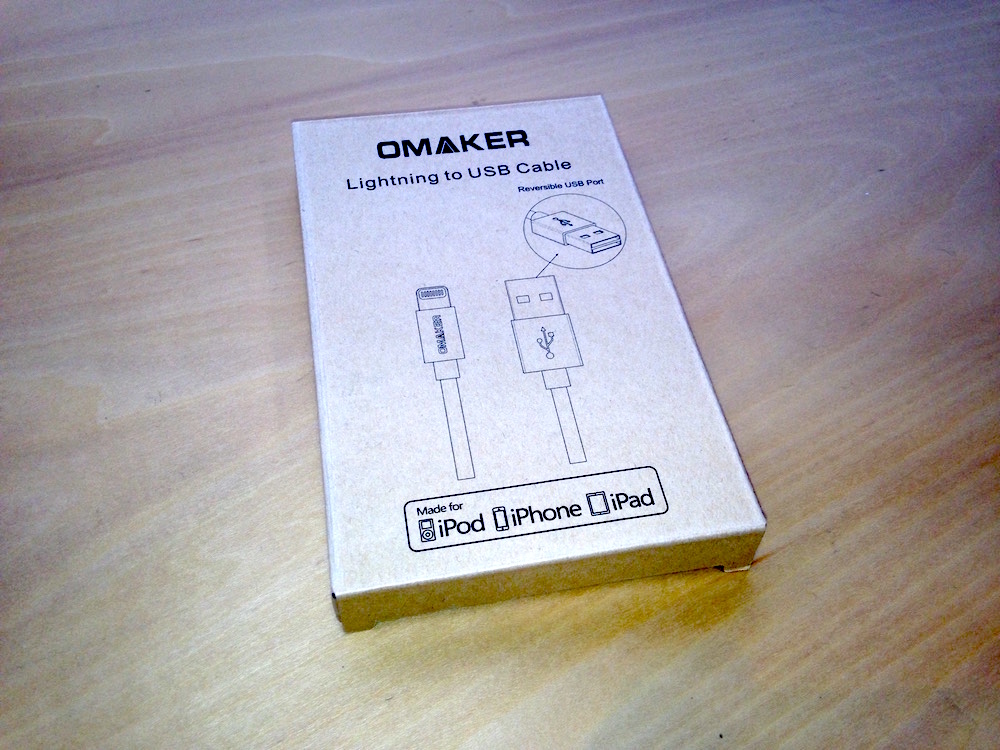 OMAKER
Lightning to USB Cable
Reversible USB Port
OMAKER
Made for
iPod iPhone iPad